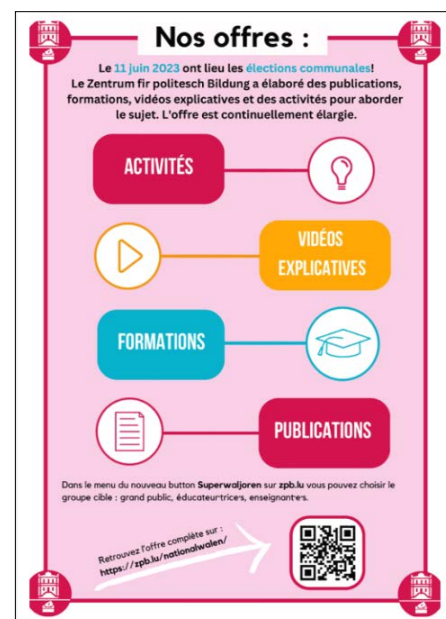 Nos offres :
Le 11 juin 2023 ont lieu les élections communales!
Le Zentrum fir politesch Bildung a élaboré des publications,
formations, vidéos explicatives et des activités pour aborder
le sujet. L'offre est continuellement élargie.
ACTIVITÉS
VIDÉOS
EXPLICATIVES
FORMATIONS
PUBLICATIONS
Dans le menu du nouveau button Superwaljoren sur zpb.lu vous pouvez choisir le
groupe cible : grand public, éducateur·trice·s, enseignant·e·s.
Retrouvez l'offre complète sur :
https://zpb.lu/nationalwalen/